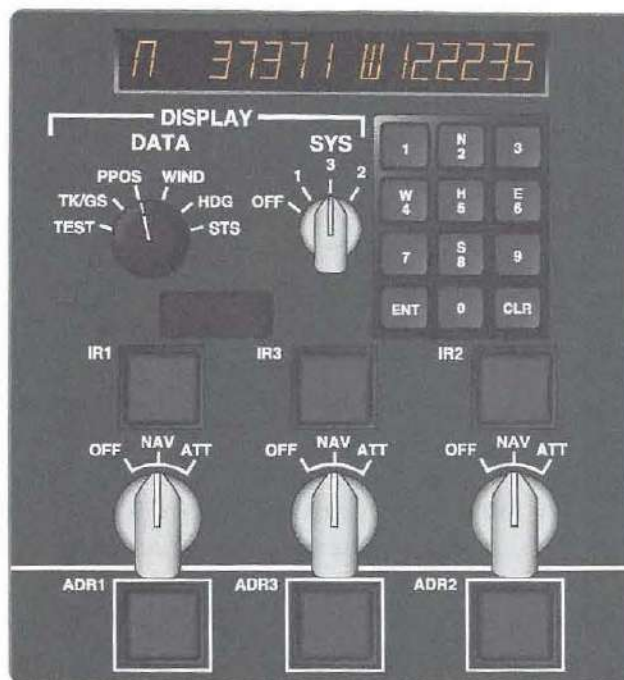 N 37371 W122235
DISPLAY
DATA SYS
PPOS WIND
TK/GS HDG
TEST STS
OFF 1 3 2
1 N 2 3
W 4 H 5 E 6
7 S 8 9
ENT 0 CLR
IR1 IR3 IR2
OFF NAV ATT OFF NAV ATT OFF NAV ATT
ADR1 ADR3 ADR2